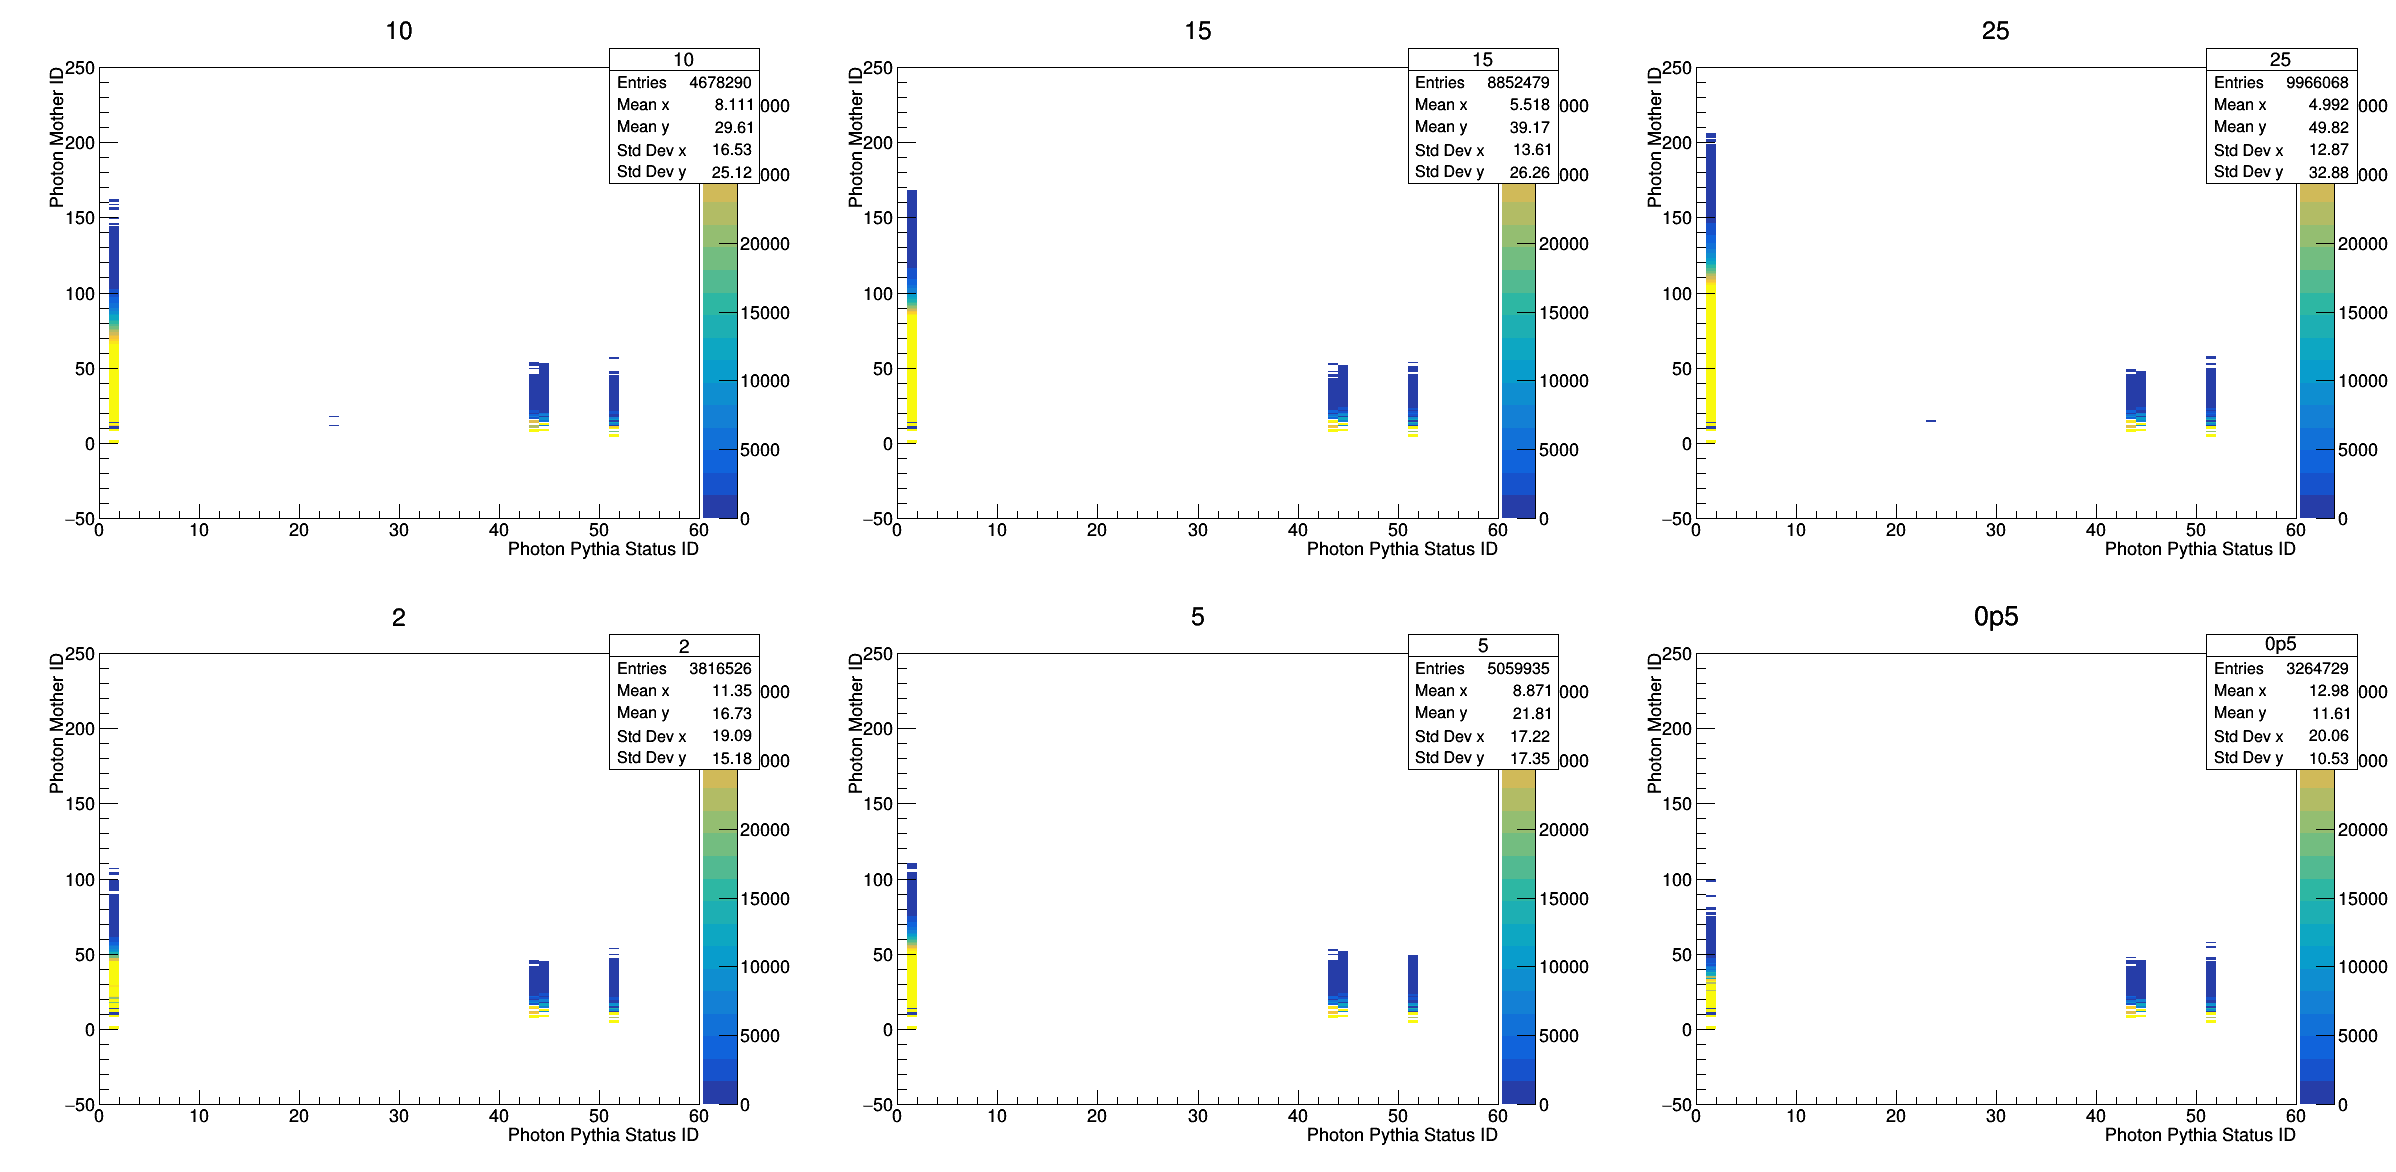 10
10
Entries 4678290
Mean x 8.111
Mean y 29.61
Std Dev x 16.53
Std Dev y 25.12
Photon Mother ID
250
200
150
100
50
0
−50
0 10 20 30 40 50 60
Photon Pythia Status ID
000
000
20000
15000
10000
5000
0
15
15
Entries 8852479
Mean x 5.518
Mean y 39.17
Std Dev x 13.61
Std Dev y 26.26
Photon Mother ID
250
200
150
100
50
0
−50
0 10 20 30 40 50 60
Photon Pythia Status ID
000
000
20000
15000
10000
5000
0
25
25
Entries 9966068
Mean x 4.992
Mean y 49.82
Std Dev x 12.87
Std Dev y 32.88
Photon Mother ID
250
200
150
100
50
0
−50
0 10 20 30 40 50 60
Photon Pythia Status ID
000
000
20000
15000
10000
5000
0
2
2
Entries 3816526
Mean x 11.35
Mean y 16.73
Std Dev x 19.09
Std Dev y 15.18
Photon Mother ID
250
200
150
100
50
0
−50
0 10 20 30 40 50 60
Photon Pythia Status ID
000
000
20000
15000
10000
5000
0
5
5
Entries 5059935
Mean x 8.871
Mean y 21.81
Std Dev x 17.22
Std Dev y 17.35
Photon Mother ID
250
200
150
100
50
0
−50
0 10 20 30 40 50 60
Photon Pythia Status ID
000
000
20000
15000
10000
5000
0
0p5
0p5
Entries 3264729
Mean x 12.98
Mean y 11.61
Std Dev x 20.06
Std Dev y 10.53
Photon Mother ID
250
200
150
100
50
0
−50
0 10 20 30 40 50 60
Photon Pythia Status ID
000
000
20000
15000
10000
5000
0